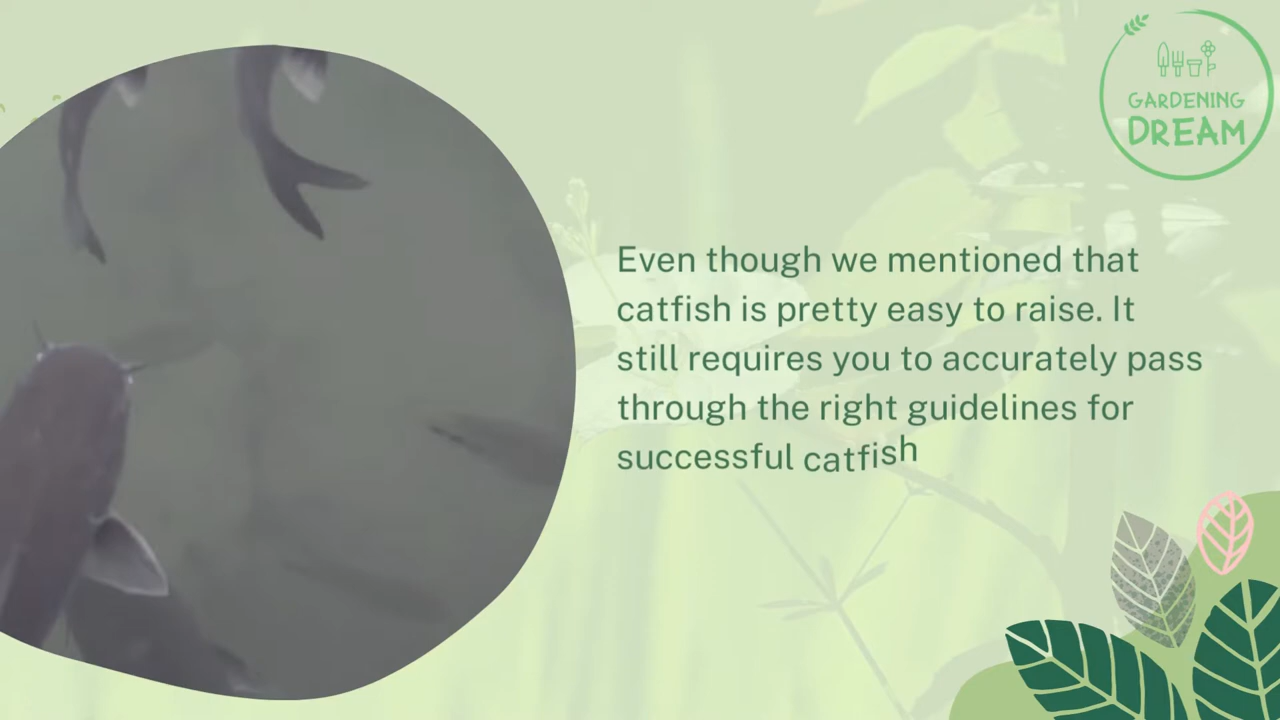 GARDENING
DREAM
Even though we mentioned that
catfish is pretty easy to raise. It
still requires you to accurately pass
through the right guidelines for
successful catfish